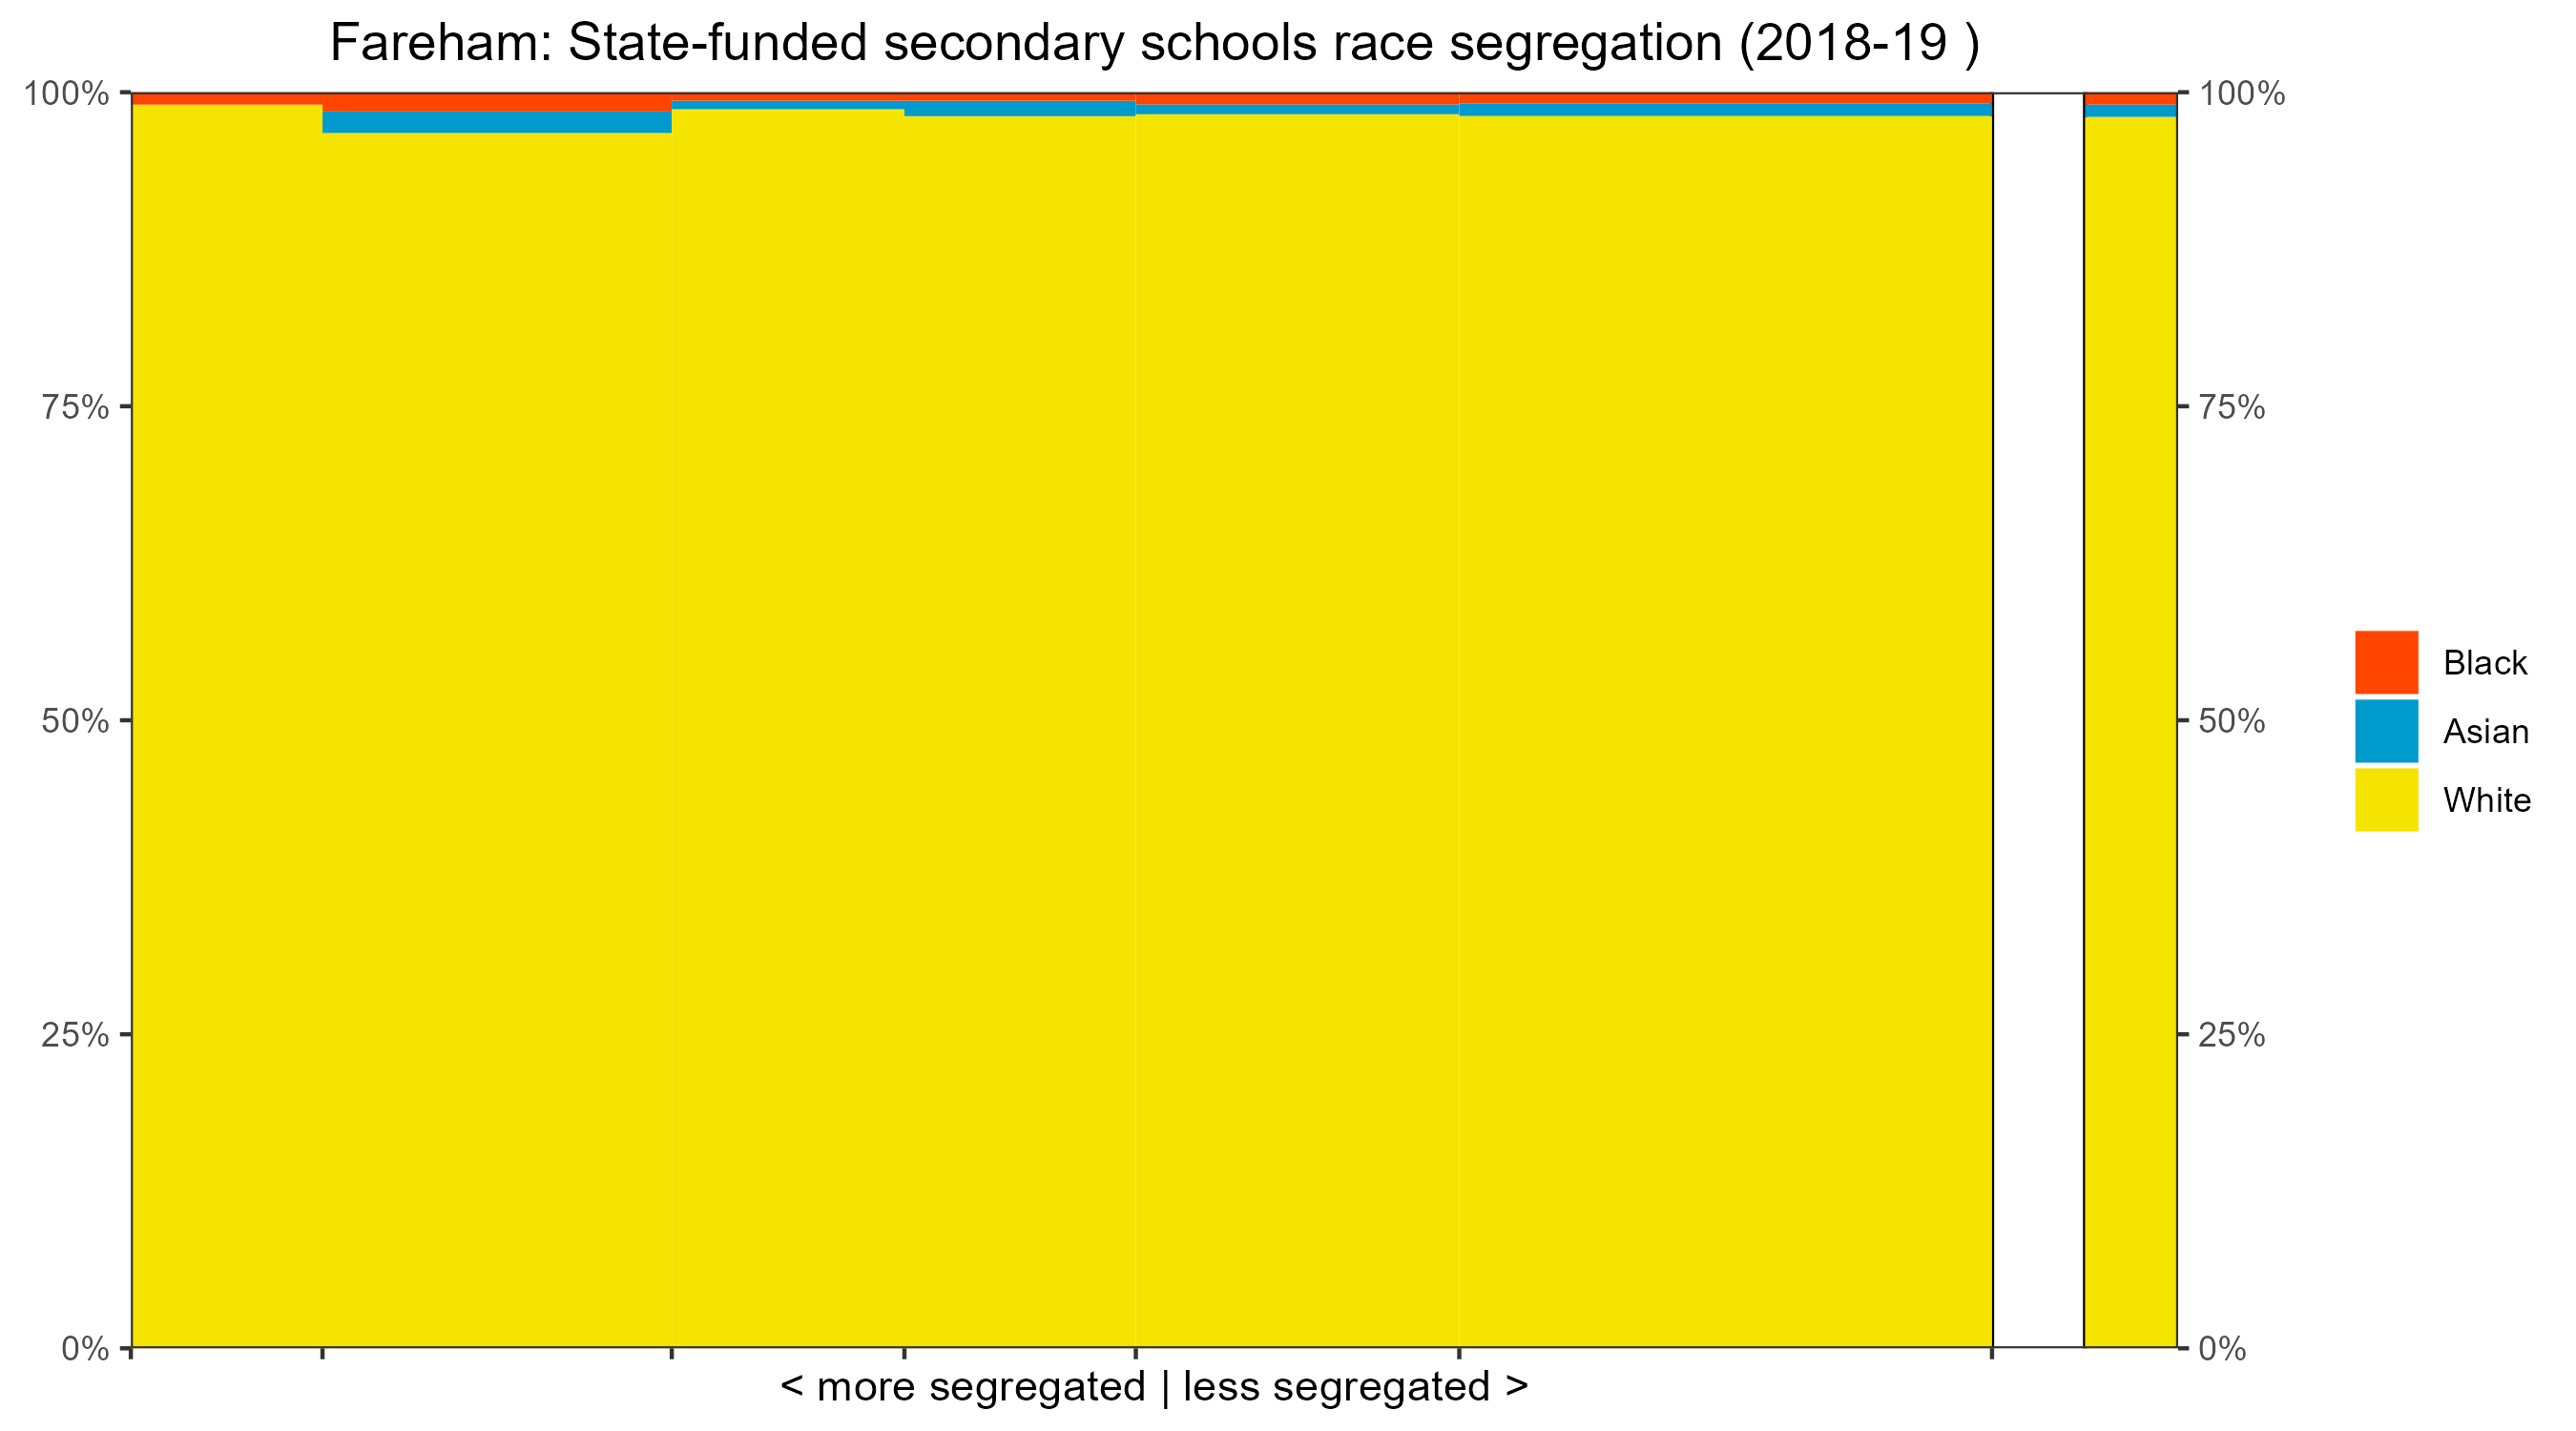 Fareham: State-funded secondary schools race segregation (2018-19 )
100%
75%
50%
25%
0%
100%
75%
50%
25%
0%
Black
Asian
White
< more segregated | less segregated >